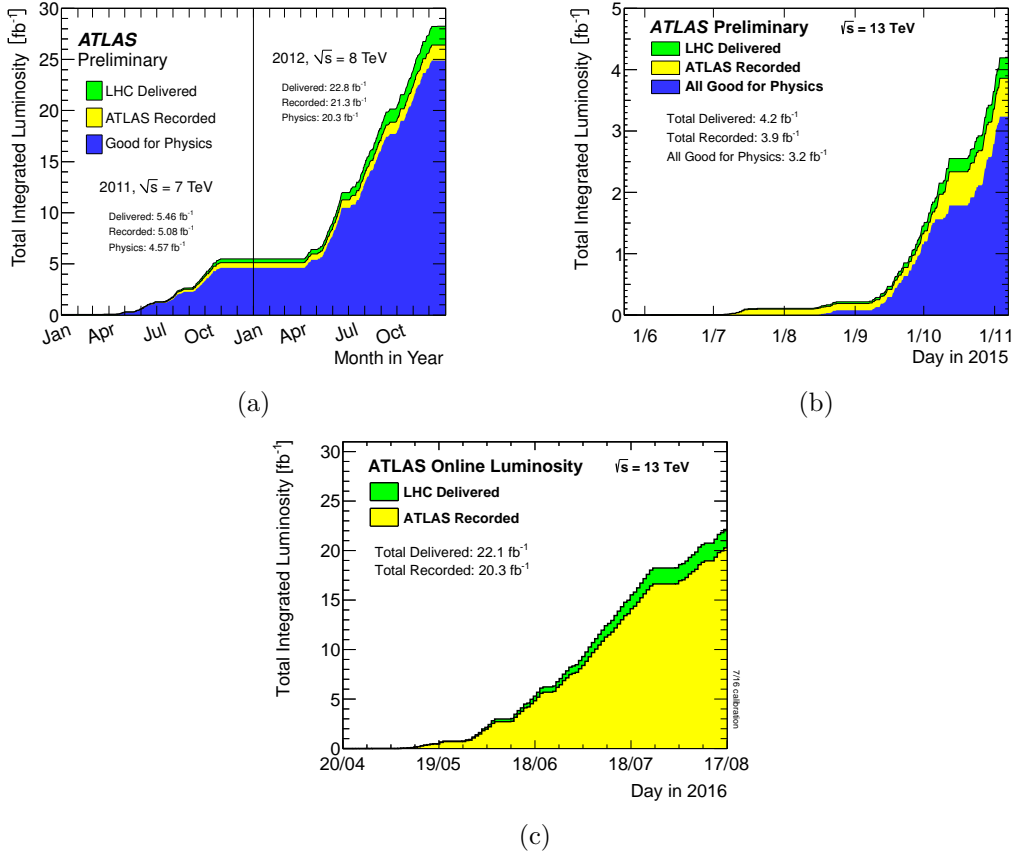 Total Integrated Luminosity [fb⁻¹]
30
25
20
15
10
5
0
ATLAS
Preliminary
LHC Delivered
ATLAS Recorded
Good for Physics
2012, √s = 8 TeV
Delivered: 22.8 fb⁻¹
Recorded: 21.3 fb⁻¹
Physics: 20.3 fb⁻¹
2011, √s = 7 TeV
Delivered: 5.46 fb⁻¹
Recorded: 5.08 fb⁻¹
Physics: 4.57 fb⁻¹
Jan Apr Jul Oct Jan Apr Jul Oct
Month in Year
(a)
Total Integrated Luminosity [fb⁻¹]
5
4
3
2
1
0
ATLAS Preliminary √s = 13 TeV
LHC Delivered
ATLAS Recorded
All Good for Physics
Total Delivered: 4.2 fb⁻¹
Total Recorded: 3.9 fb⁻¹
All Good for Physics: 3.2 fb⁻¹
1/6 1/7 1/8 1/9 1/10 1/11
Day in 2015
(b)
Total Integrated Luminosity [fb⁻¹]
30
25
20
15
10
5
0
ATLAS Online Luminosity √s = 13 TeV
LHC Delivered
ATLAS Recorded
Total Delivered: 22.1 fb⁻¹
Total Recorded: 20.3 fb⁻¹
7/16 calibration
20/04 19/05 18/06 18/07 17/08
Day in 2016
(c)